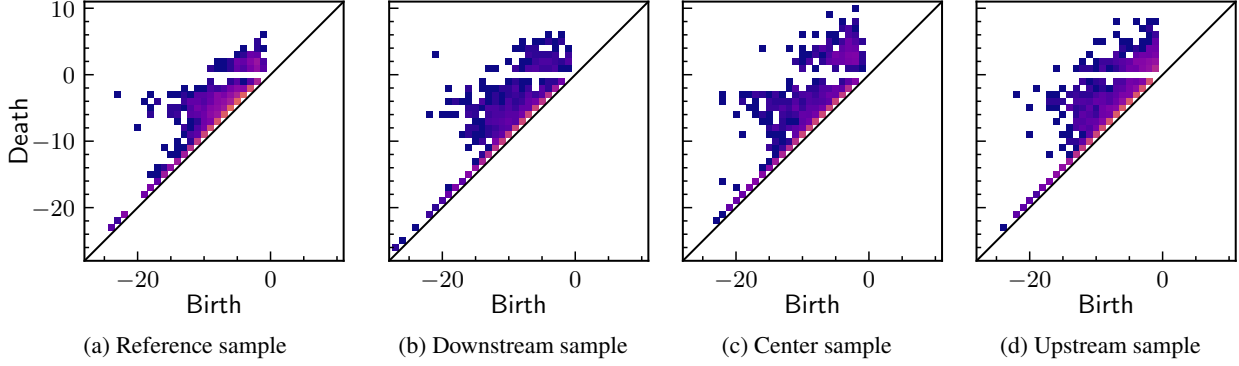 10
0
−10
−20
Death
−20 0
Birth
−20 0
Birth
−20 0
Birth
−20 0
Birth
(a) Reference sample
(b) Downstream sample
(c) Center sample
(d) Upstream sample